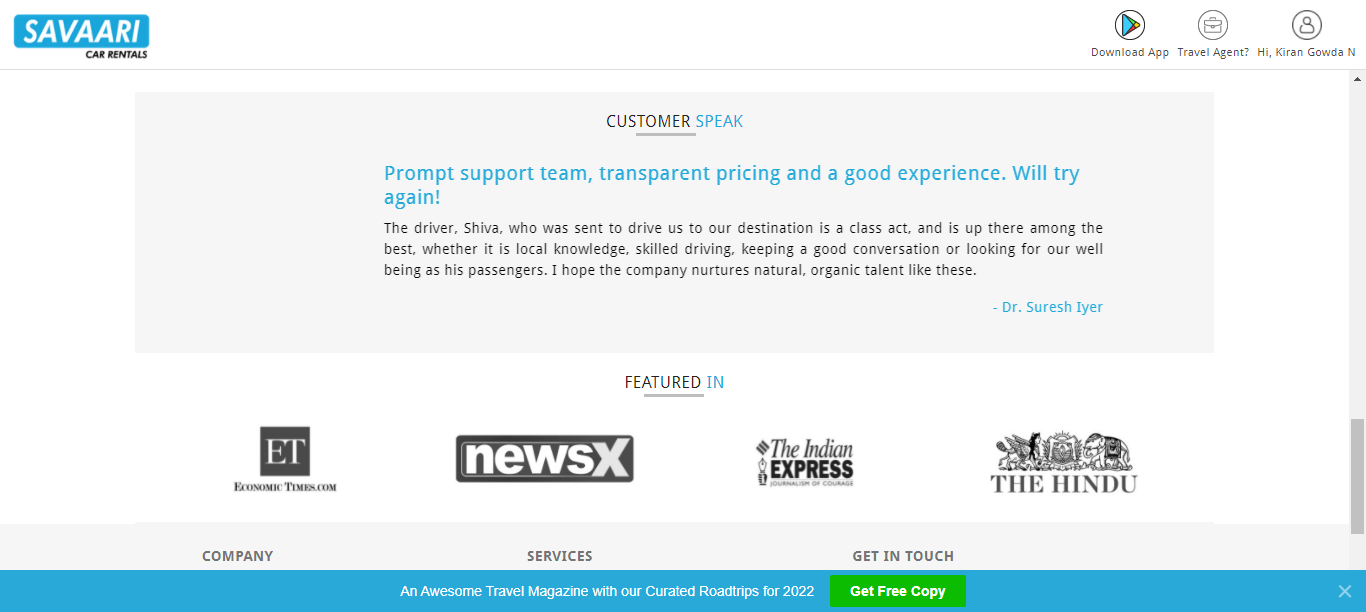 SAVAARI
CAR RENTALS
Download App
Travel Agent?
Hi, Kiran Gowda N
CUSTOMER SPEAK
Prompt support team, transparent pricing and a good experience. Will try
again!
The driver, Shiva, who was sent to drive us to our destination is a class act, and is up there among the
best, whether it is local knowledge, skilled driving, keeping a good conversation or looking for our well
being as his passengers. I hope the company nurtures natural, organic talent like these.
- Dr. Suresh Iyer
FEATURED IN
ET
ECONOMIC TIMES.COM
newsX
The Indian
EXPRESS
JOURNALISM OF COURAGE
THE HINDU
COMPANY
SERVICES
GET IN TOUCH
An Awesome Travel Magazine with our Curated Roadtrips for 2022
Get Free Copy